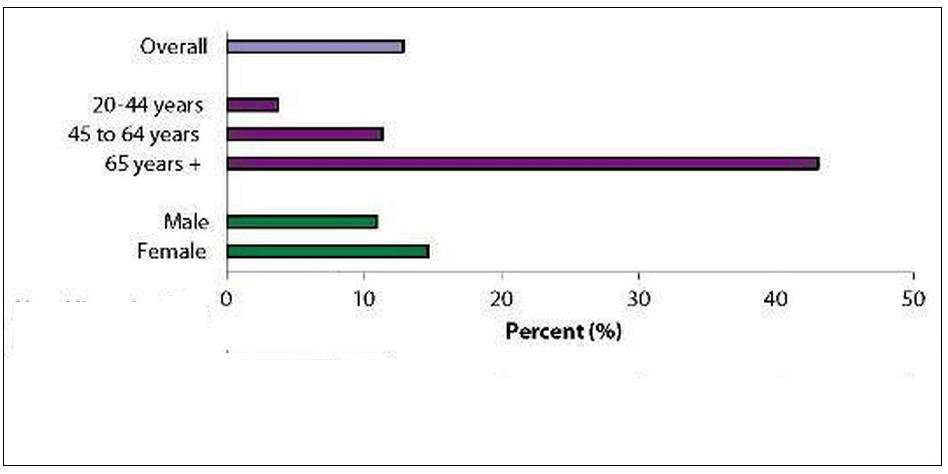 Overall
20-44 years
45 to 64 years
65 years +
Male
Female
0 10 20 30 40 50
Percent (%)